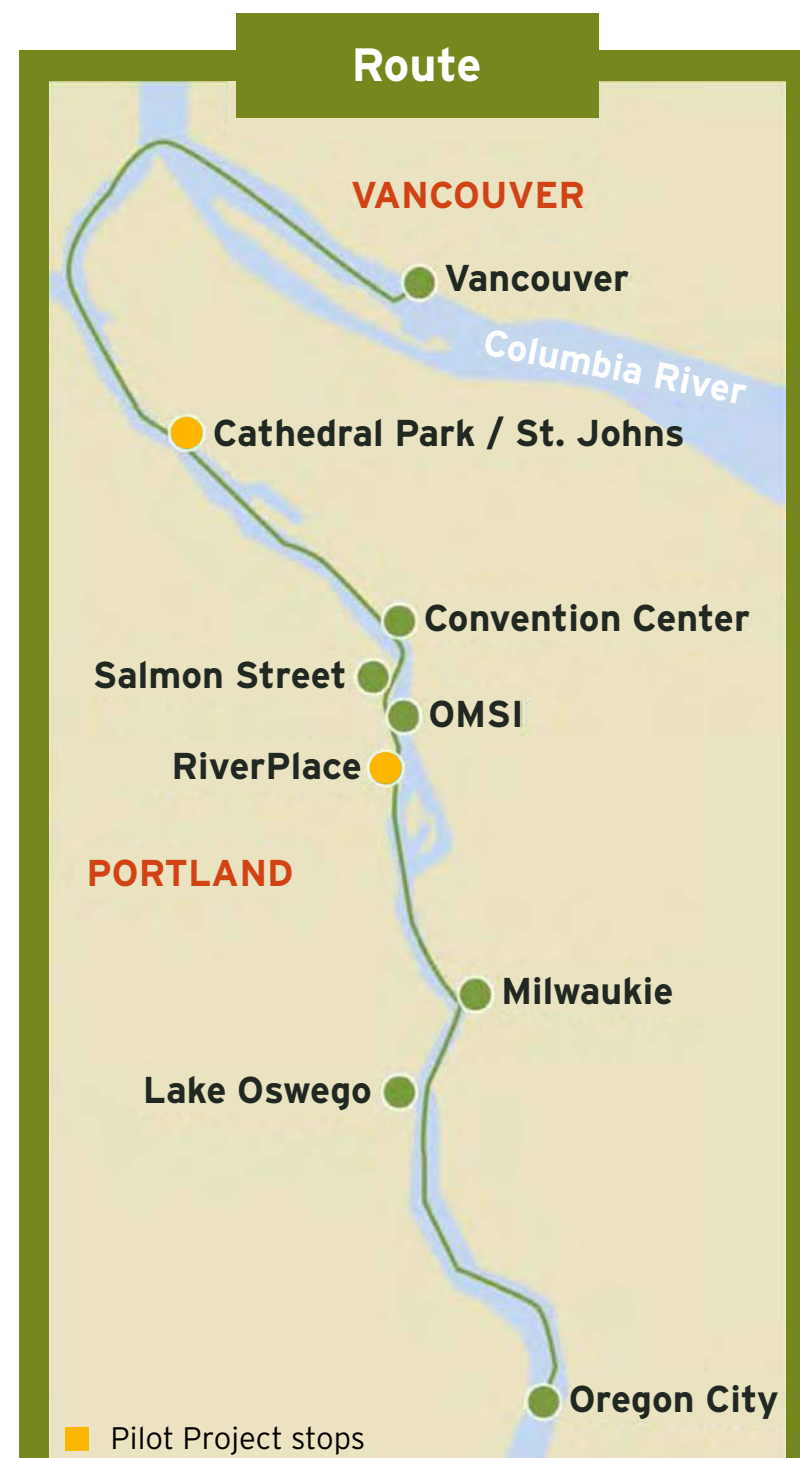 Route
VANCOUVER
Vancouver
Columbia River
Cathedral Park / St. Johns
Convention Center
Salmon Street
OMSI
RiverPlace
PORTLAND
Milwaukie
Lake Oswego
Oregon City
Pilot Project stops